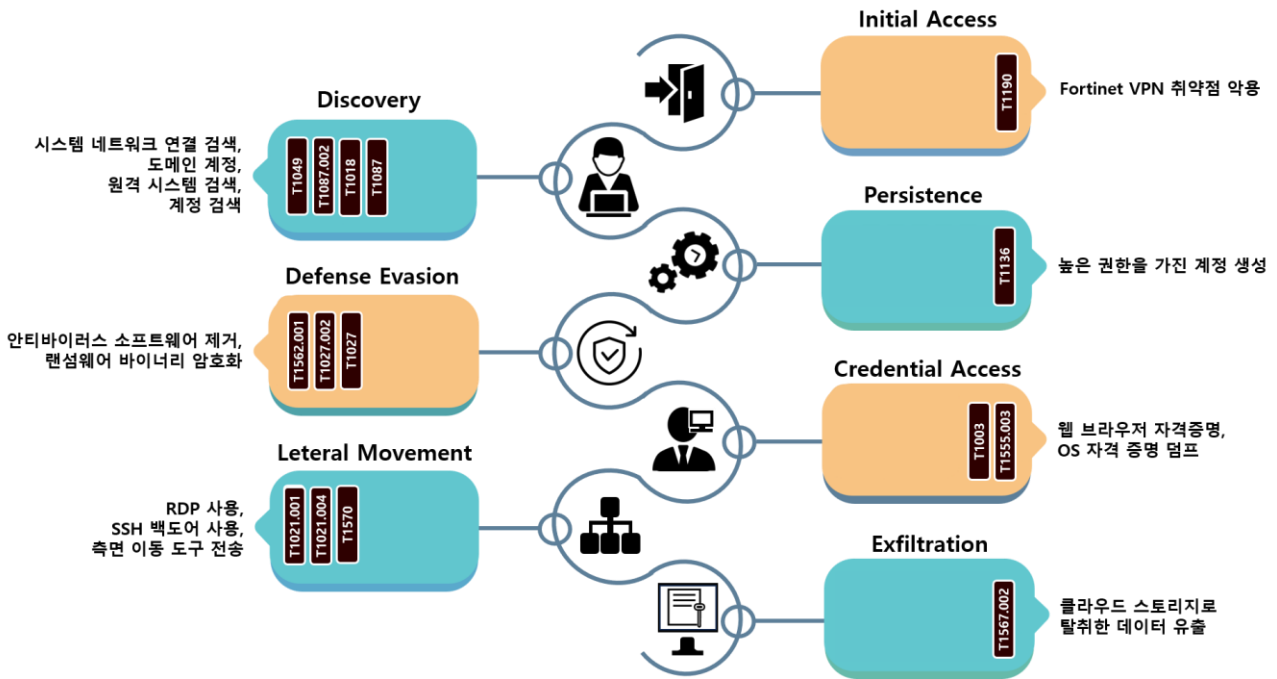 Initial Access
T1190
Fortinet VPN 취약점 악용
Discovery
시스템 네트워크 연결 검색,
도메인 계정,
원격 시스템 검색,
계정 검색
T1049
T1087.002
T1018
T1087
Persistence
T1136
높은 권한을 가진 계정 생성
Defense Evasion
안티바이러스 소프트웨어 제거,
랜섬웨어 바이너리 암호화
T1562.001
T1027.002
T1027
Credential Access
T1003
T1555.003
웹 브라우저 자격증명,
OS 자격 증명 덤프
Leteral Movement
RDP 사용,
SSH 백도어 사용,
측면 이동 도구 전송
T1021.001
T1021.004
T1570
Exfiltration
T1567.002
클라우드 스토리지로
탈취한 데이터 유출